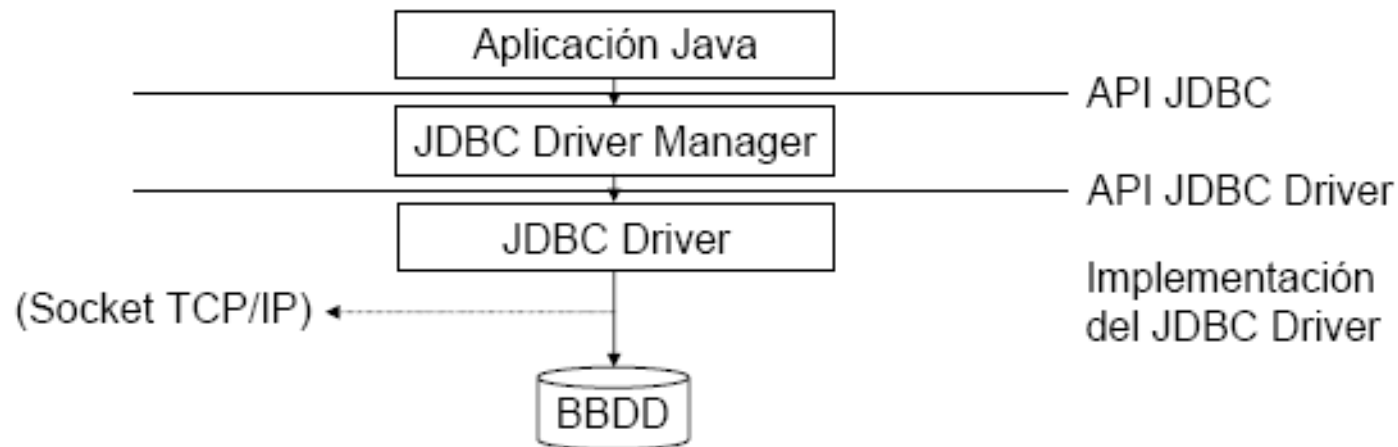 Aplicación Java
API JDBC
JDBC Driver Manager
API JDBC Driver
JDBC Driver
Implementación
del JDBC Driver
(Socket TCP/IP)
BBDD